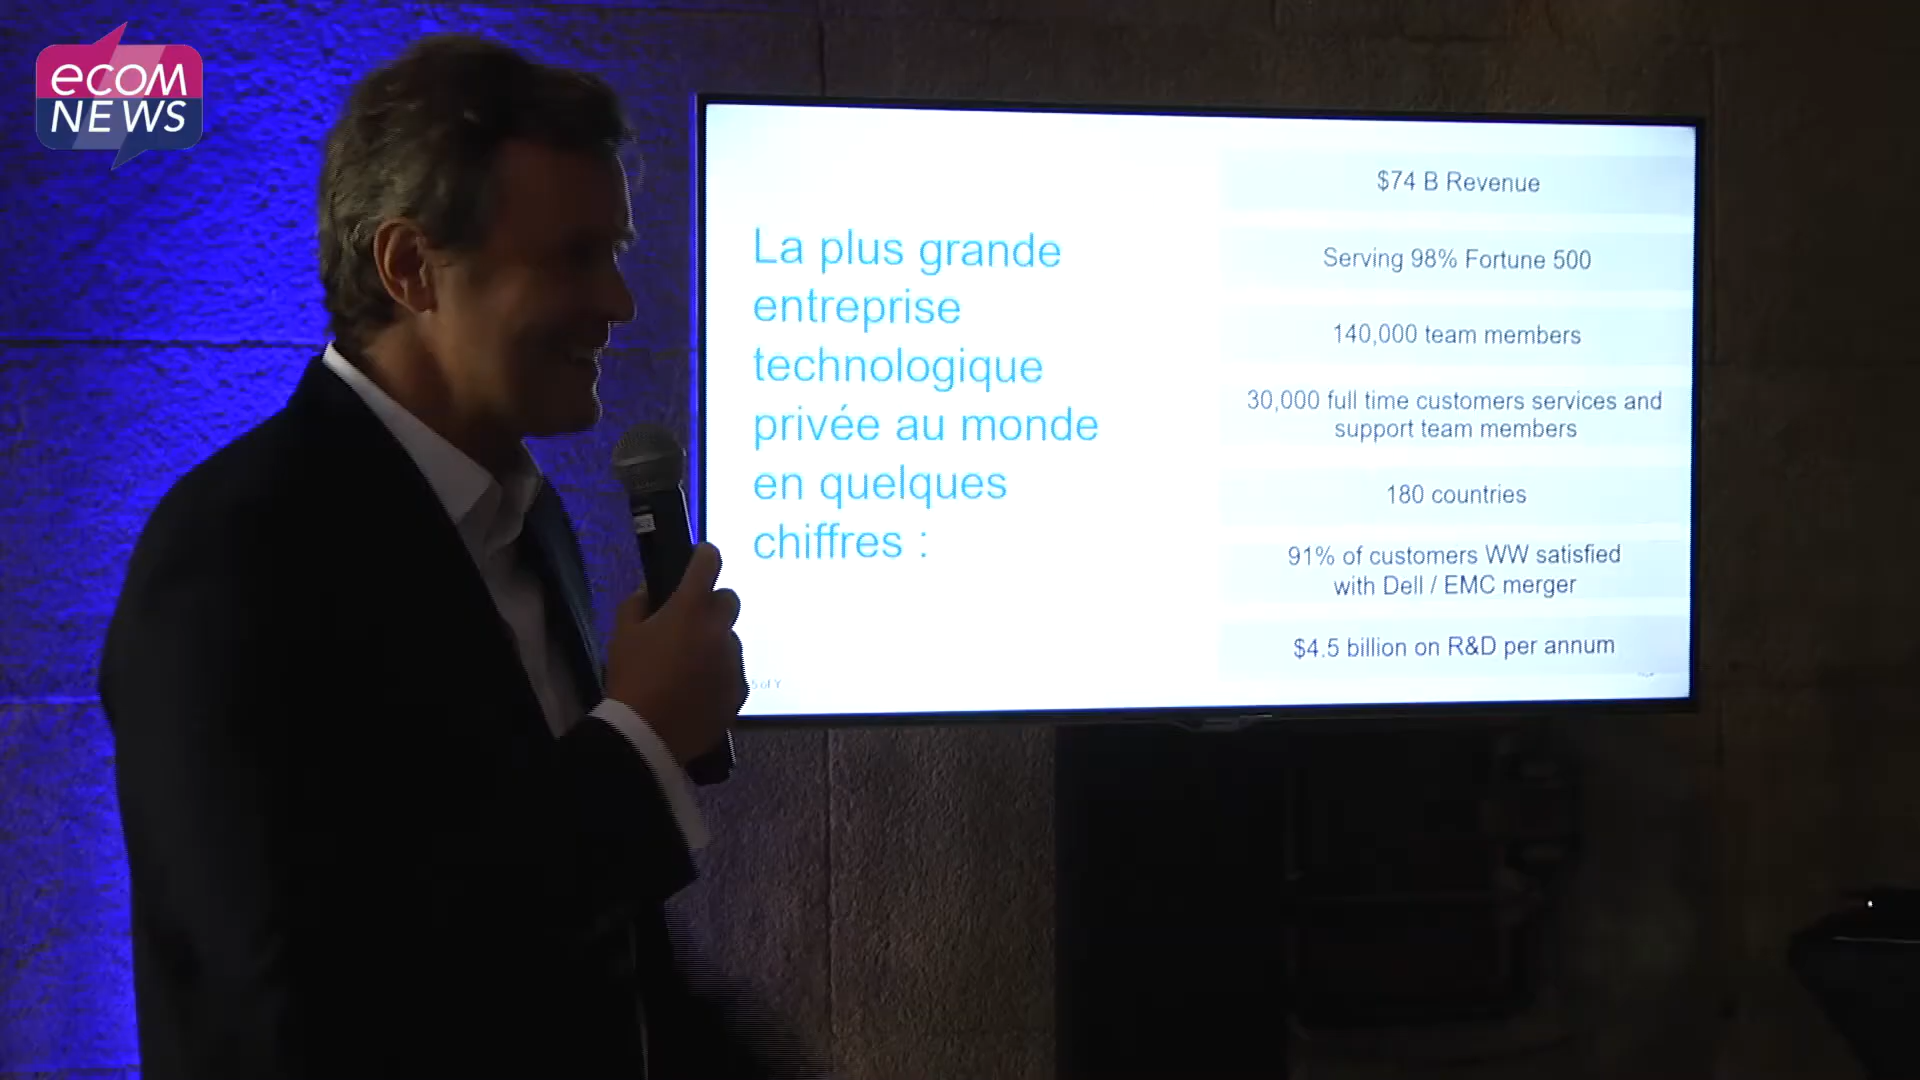 ecom
NEWS
La plus grande
entreprise
technologique
privée au monde
en quelques
chiffres :
$74 B Revenue
Serving 98% Fortune 500
140,000 team members
30,000 full time customers services and
support team members
180 countries
91% of customers WW satisfied
with Dell / EMC merger
$4.5 billion on R&D per annum
of Y